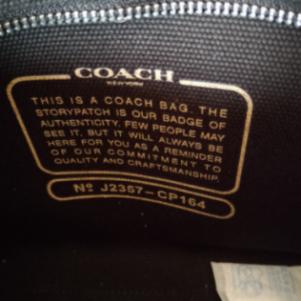 COACH
NEW YORK
THIS IS A COACH BAG. THE
STORYPATCH IS OUR BADGE OF
AUTHENTICITY. FEW PEOPLE MAY
SEE IT, BUT IT WILL ALWAYS BE
HERE FOR YOU AS A REMINDER
OF OUR COMMITMENT TO
QUALITY AND CRAFTSMANSHIP.
Nº J2357-CP164